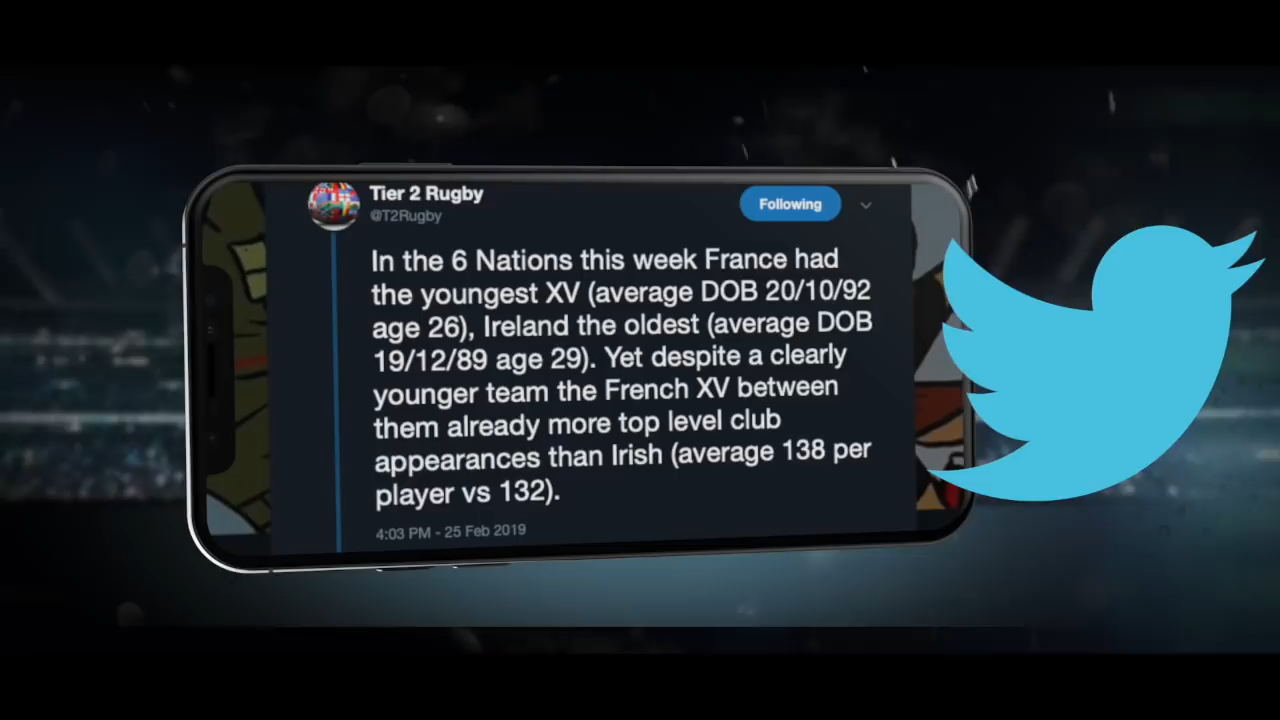 Tier 2 Rugby
@T2Rugby
Following
In the 6 Nations this week France had
the youngest XV (average DOB 20/10/92
age 26), Ireland the oldest (average DOB
19/12/89 age 29). Yet despite a clearly
younger team the French XV between
them already more top level club
appearances than Irish (average 138 per
player vs 132).
4:03 PM - 25 Feb 2019